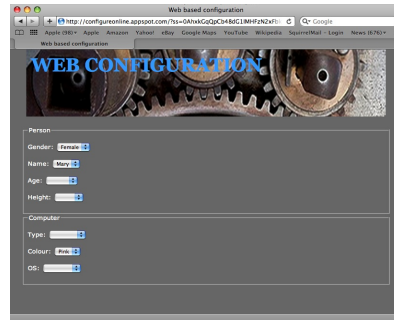 Web based configuration
http://configureonline.appspot.com/?ss=0AhxkGqQpCb48dG1lMHFzN2xFbi
Google
Apple (98) Apple Amazon Yahoo! eBay Google Maps YouTube Wikipedia SquirrelMail - Login News (676)
Web based configuration
WEB CONFIGURATION
Person
Gender: Female
Name: Mary
Age:
Height:
Computer
Type:
Colour: Pink
OS: